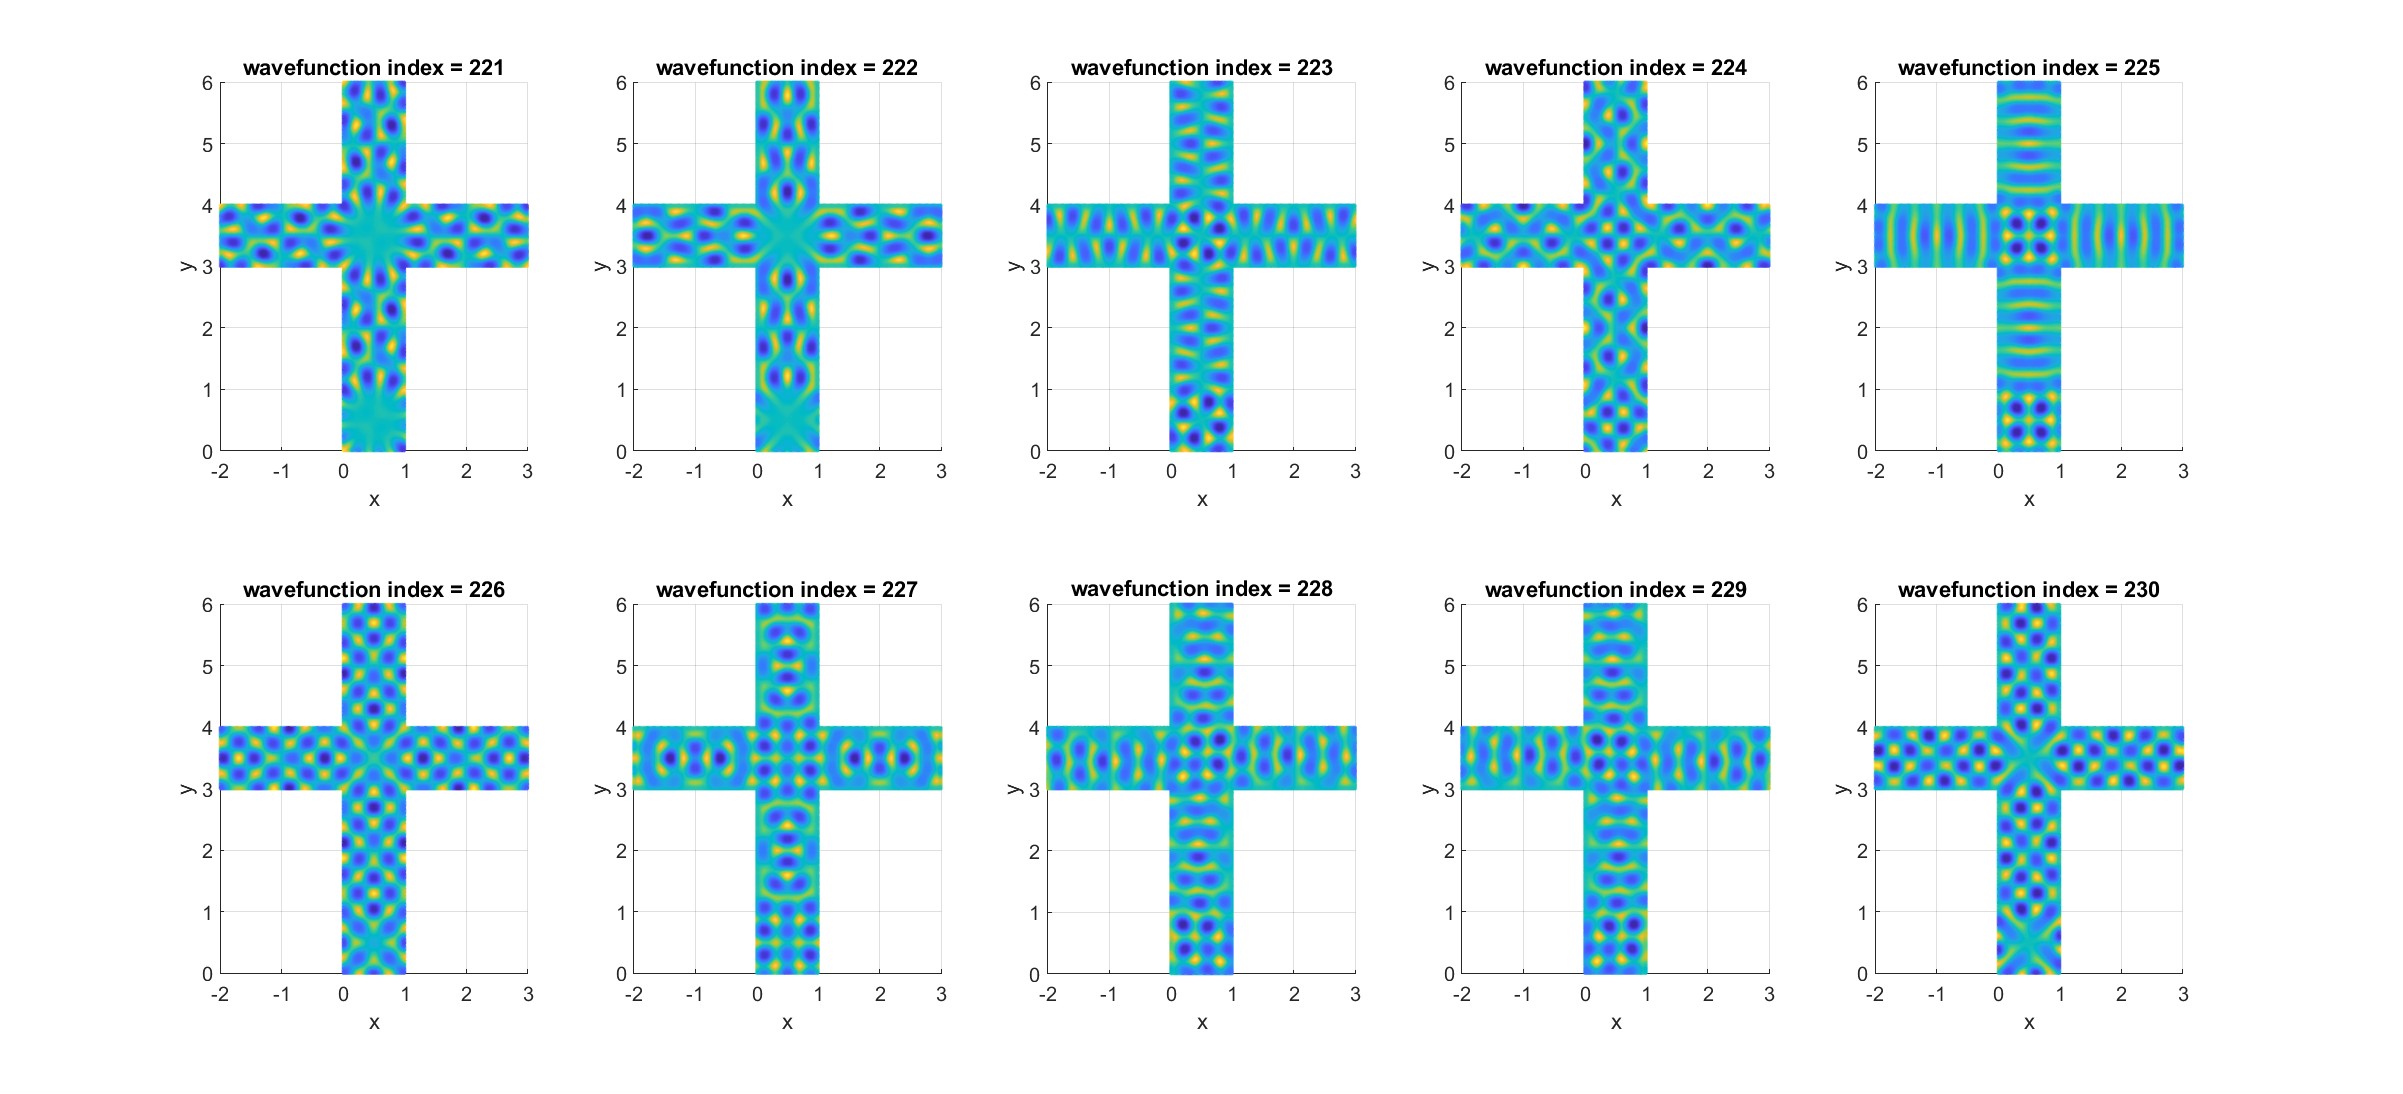 wavefunction index = 221
6
5
4
3
2
1
0
-2 -1 0 1 2 3
x
y
wavefunction index = 222
6
5
4
3
2
1
0
-2 -1 0 1 2 3
x
y
wavefunction index = 223
6
5
4
3
2
1
0
-2 -1 0 1 2 3
x
y
wavefunction index = 224
6
5
4
3
2
1
0
-2 -1 0 1 2 3
x
y
wavefunction index = 225
6
5
4
3
2
1
0
-2 -1 0 1 2 3
x
y
wavefunction index = 226
6
5
4
3
2
1
0
-2 -1 0 1 2 3
x
y
wavefunction index = 227
6
5
4
3
2
1
0
-2 -1 0 1 2 3
x
y
wavefunction index = 228
6
5
4
3
2
1
0
-2 -1 0 1 2 3
x
y
wavefunction index = 229
6
5
4
3
2
1
0
-2 -1 0 1 2 3
x
y
wavefunction index = 230
6
5
4
3
2
1
0
-2 -1 0 1 2 3
x
y